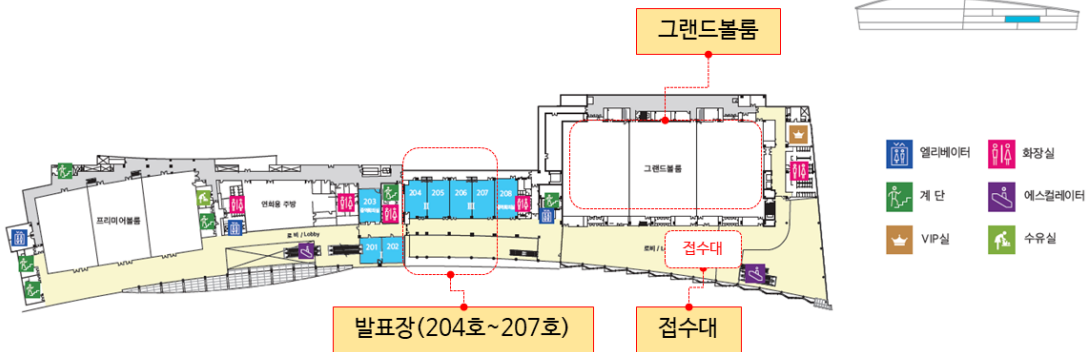 그랜드볼룸
엘리베이터
화장실
계 단
에스컬레이터
VIP실
수유실
프리미어볼룸
연회용 주방
203
204
205
206
207
208
II
III
그랜드볼룸
로비 / Lobby
201
202
로비 / L
접수대
발표장(204호~207호)
접수대